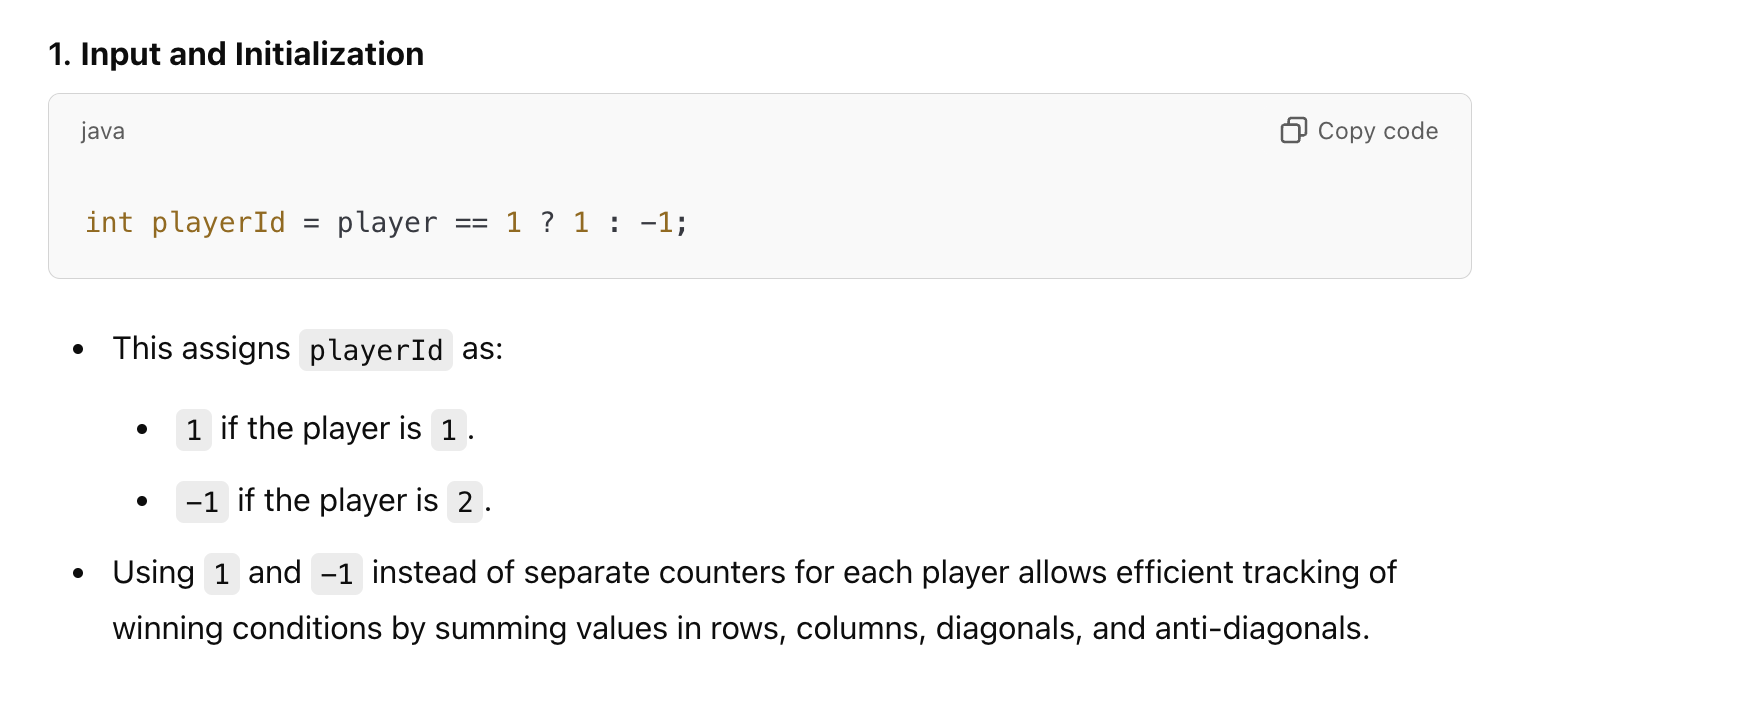 1. Input and Initialization
java
Copy code
int playerId = player == 1 ? 1 : -1;
• This assigns playerId as:
• 1 if the player is 1.
• -1 if the player is 2.
• Using 1 and -1 instead of separate counters for each player allows efficient tracking of
winning conditions by summing values in rows, columns, diagonals, and anti-diagonals.